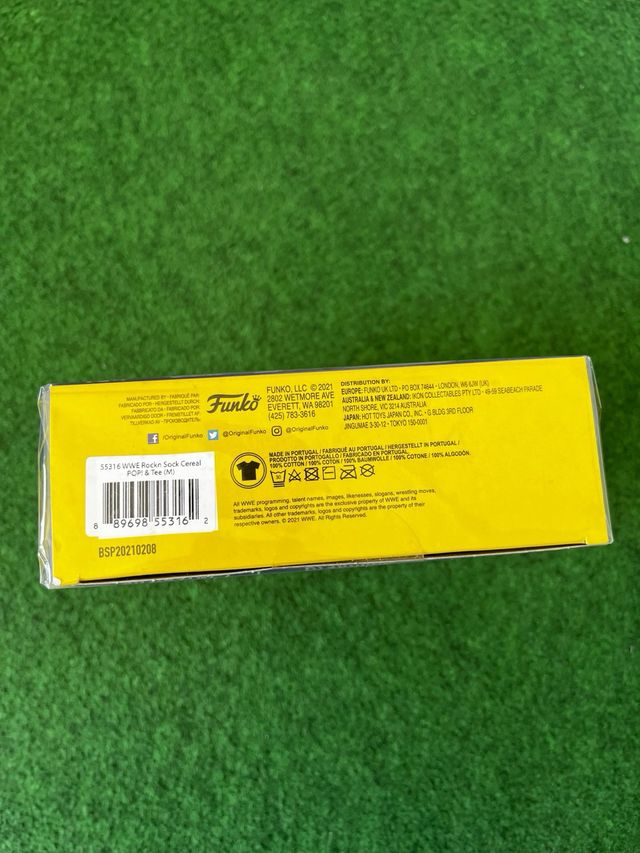 MANUFACTURED BY · FABRIQUÉ PAR:
FABRICADO POR · HERGESTELLT DURCH:
FABBRICATO DA · FABRICADO POR:
VERVAARDIGD DOOR · FREMSTILLET AF:
TILLVERKAD AV · ПРОИЗВОДИТЕЛЬ:
Funko
FUNKO, LLC © 2021
2802 WETMORE AVE
EVERETT, WA 98201
(425) 783-3616
DISTRIBUTION BY:
EUROPE: FUNKO UK LTD · PO BOX 74644 · LONDON, W6 6JW (UK)
AUSTRALIA & NEW ZEALAND: IKON COLLECTABLES PTY LTD · 49-59 SEABEACH PARADE
NORTH SHORE, VIC 3214 AUSTRALIA
JAPAN: HOT TOYS JAPAN CO., INC. · G BLDG 3RD FLOOR
JINGUMAE 3-30-12 · TOKYO 150-0001
f /OriginalFunko @OriginalFunko @OriginalFunko
55316 WWE Rockn Sock Cereal
POP! & Tee (M)
8 89698 55316 2
BSP20210208
MADE IN PORTUGAL / FABRIQUÉ AU PORTUGAL / HERGESTELLT IN PORTUGAL /
PRODOTTO IN PORTOGALLO / FABRICADO EN PORTUGAL.
100% COTTON / 100% COTON / 100% BAUMWOLLE / 100% COTONE / 100% ALGODÓN.
30
All WWE programming, talent names, images, likenesses, slogans, wrestling moves,
trademarks, logos and copyrights are the exclusive property of WWE and its
subsidiaries. All other trademarks, logos and copyrights are the property of their
respective owners. © 2021 WWE. All Rights Reserved.